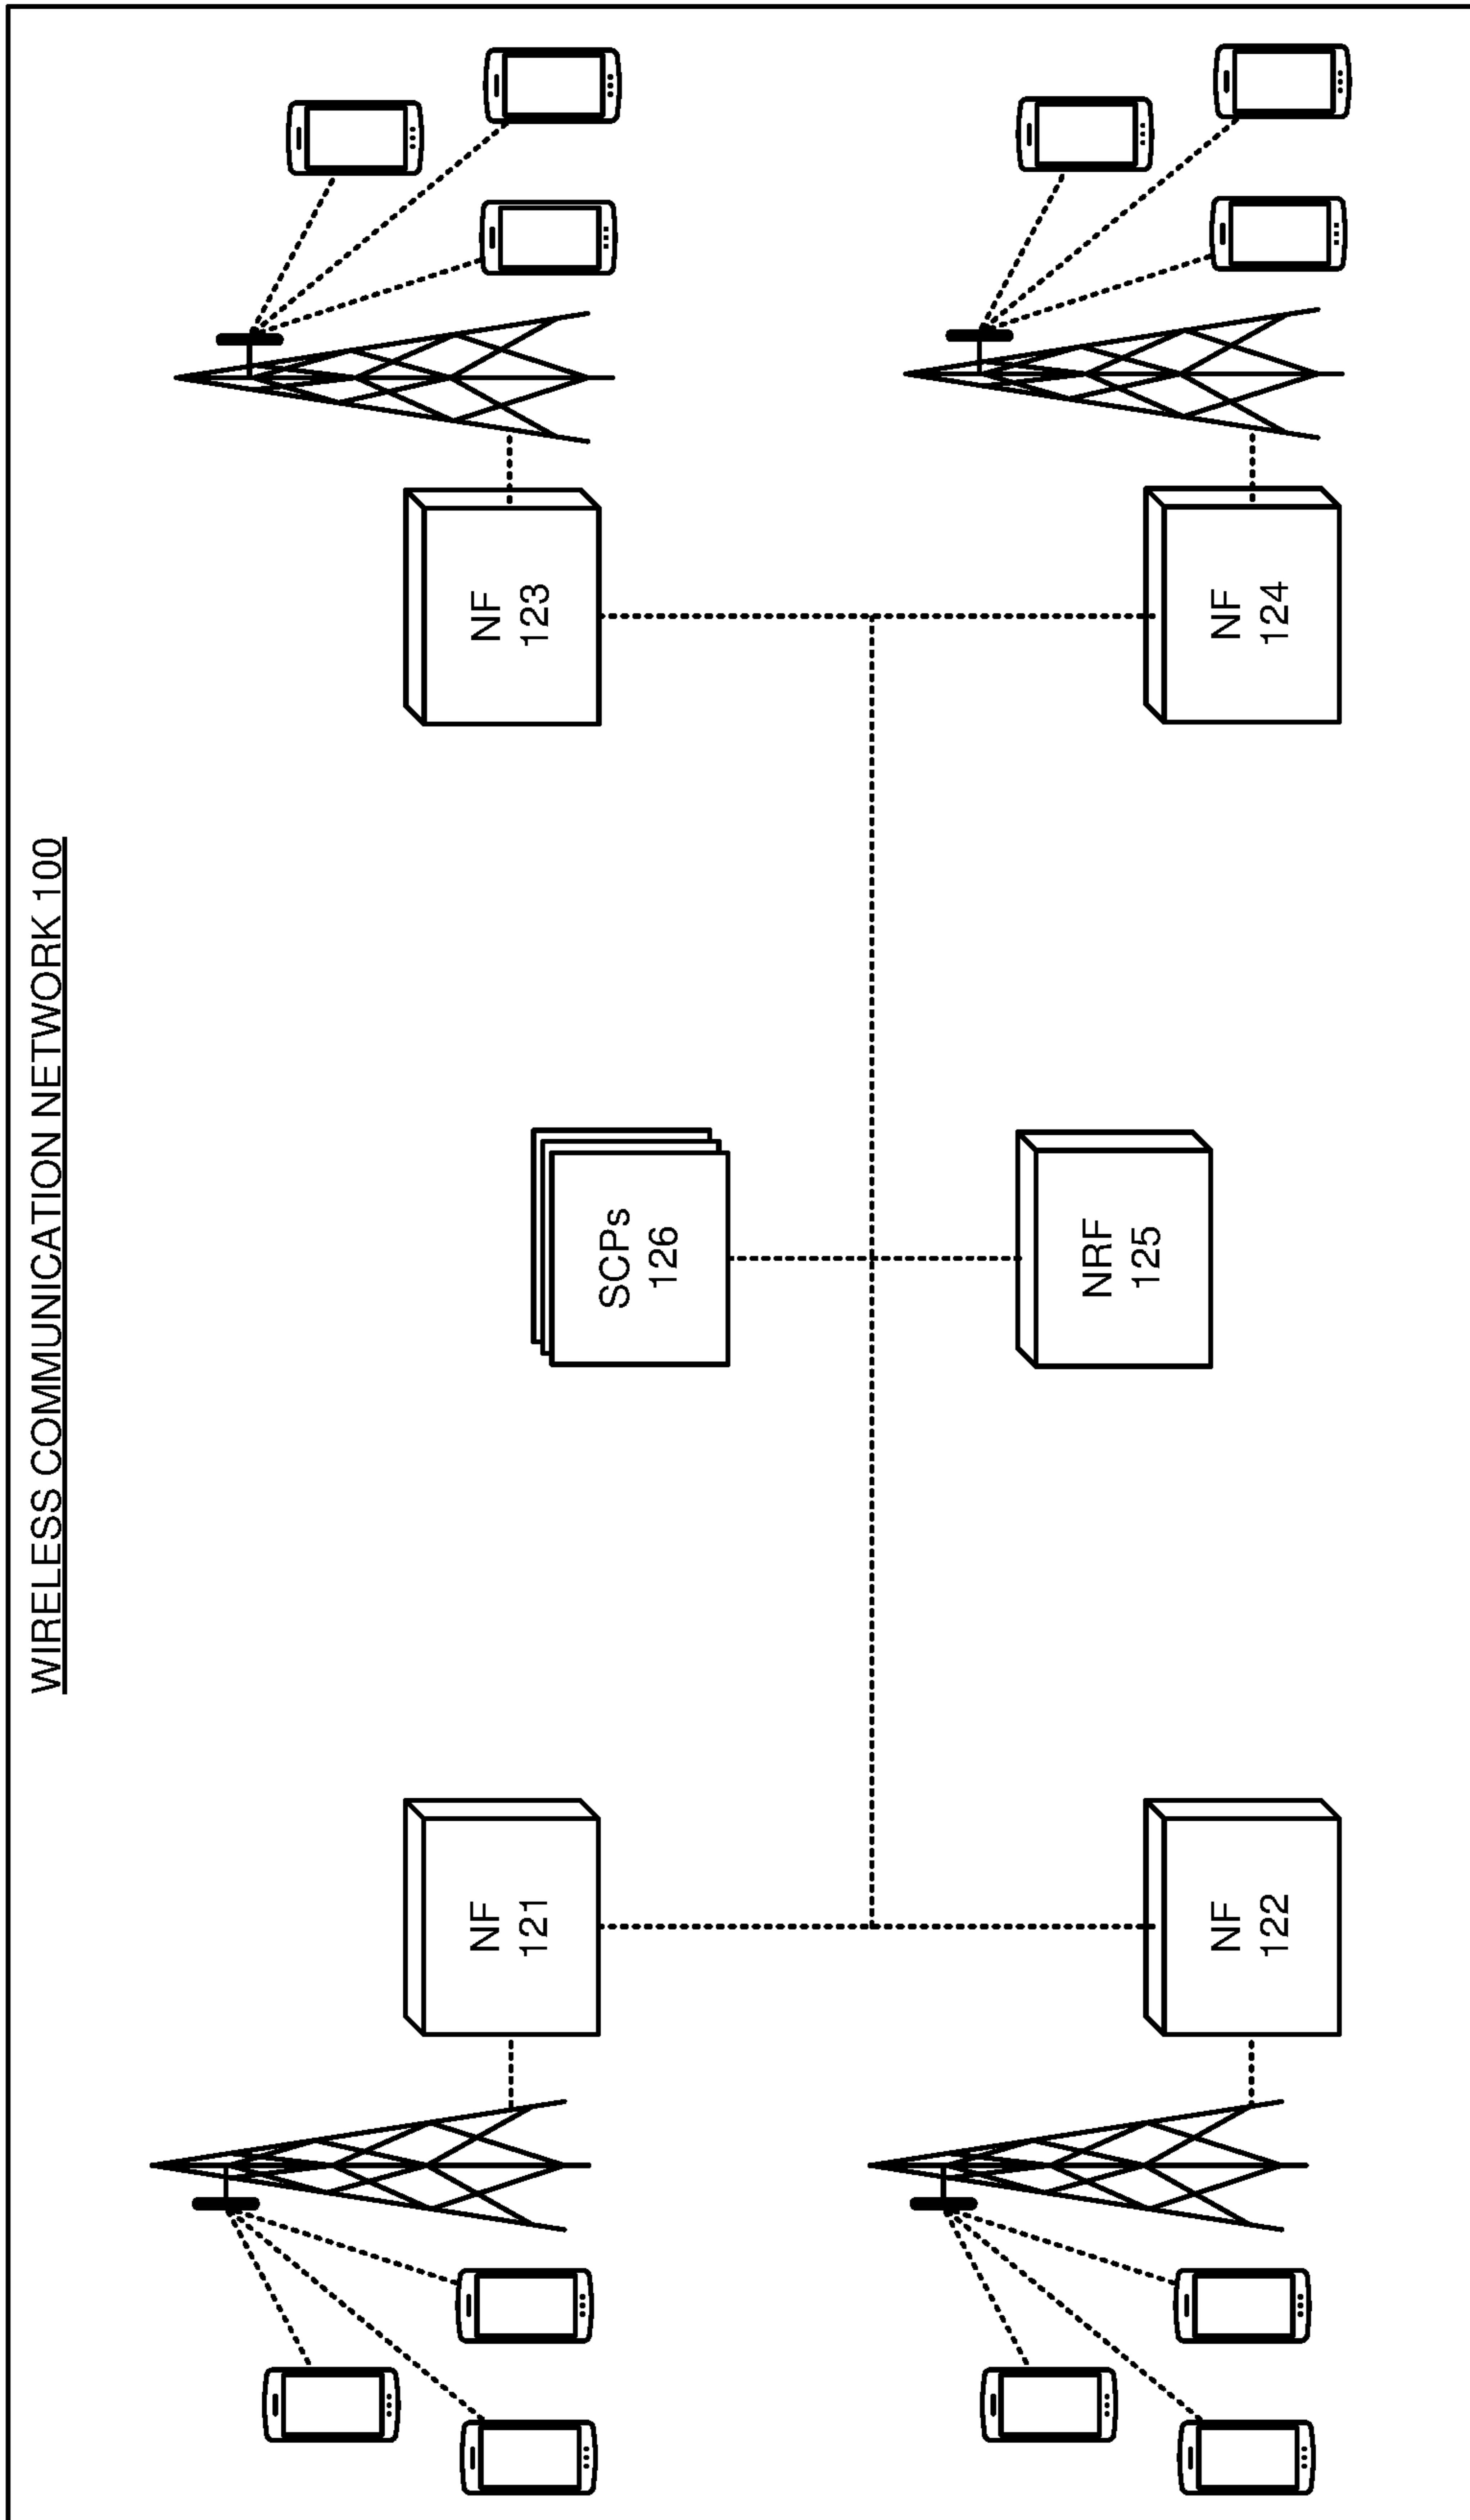 WIRELESS COMMUNICATION NETWORK 100
NF
121
SCPs
126
NF
123
NF
122
NRF
125
NF
124